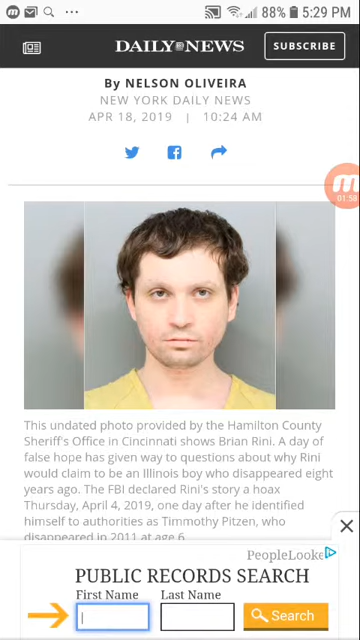 88% 5:29 PM
DAILY NEWS
SUBSCRIBE
By NELSON OLIVEIRA
NEW YORK DAILY NEWS
APR 18, 2019 | 10:24 AM
01:58
This undated photo provided by the Hamilton County
Sheriff's Office in Cincinnati shows Brian Rini. A day of
false hope has given way to questions about why Rini
would claim to be an Illinois boy who disappeared eight
years ago. The FBI declared Rini's story a hoax
Thursday, April 4, 2019, one day after he identified
himself to authorities as Timmothy Pitzen, who
disappeared in 2011 at age 6.
PeopleLooke
PUBLIC RECORDS SEARCH
First Name Last Name
Search